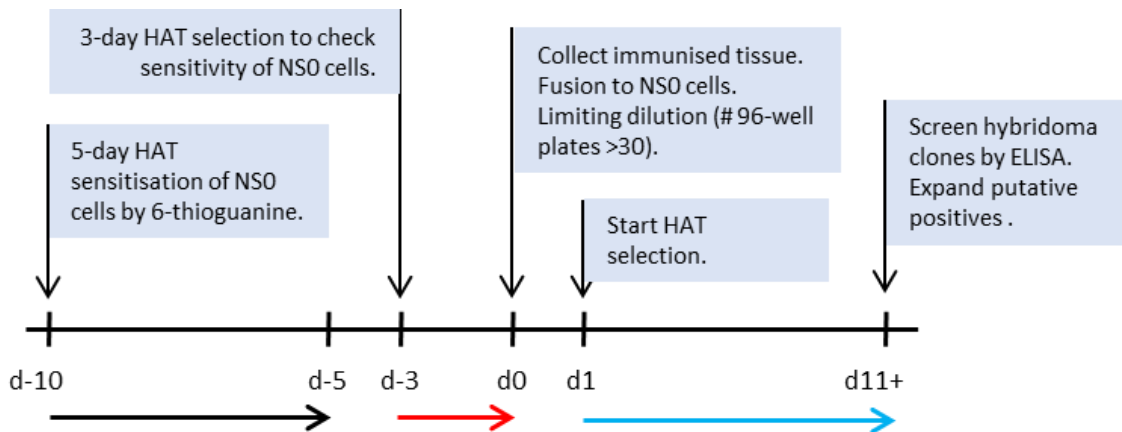 3-day HAT selection to check
sensitivity of NS0 cells.
5-day HAT
sensitisation of NS0
cells by 6-thioguanine.
Collect immunised tissue.
Fusion to NS0 cells.
Limiting dilution (# 96-well
plates >30).
Start HAT
selection.
Screen hybridoma
clones by ELISA.
Expand putative
positives .
d-10
d-5
d-3
d0
d1
d11+